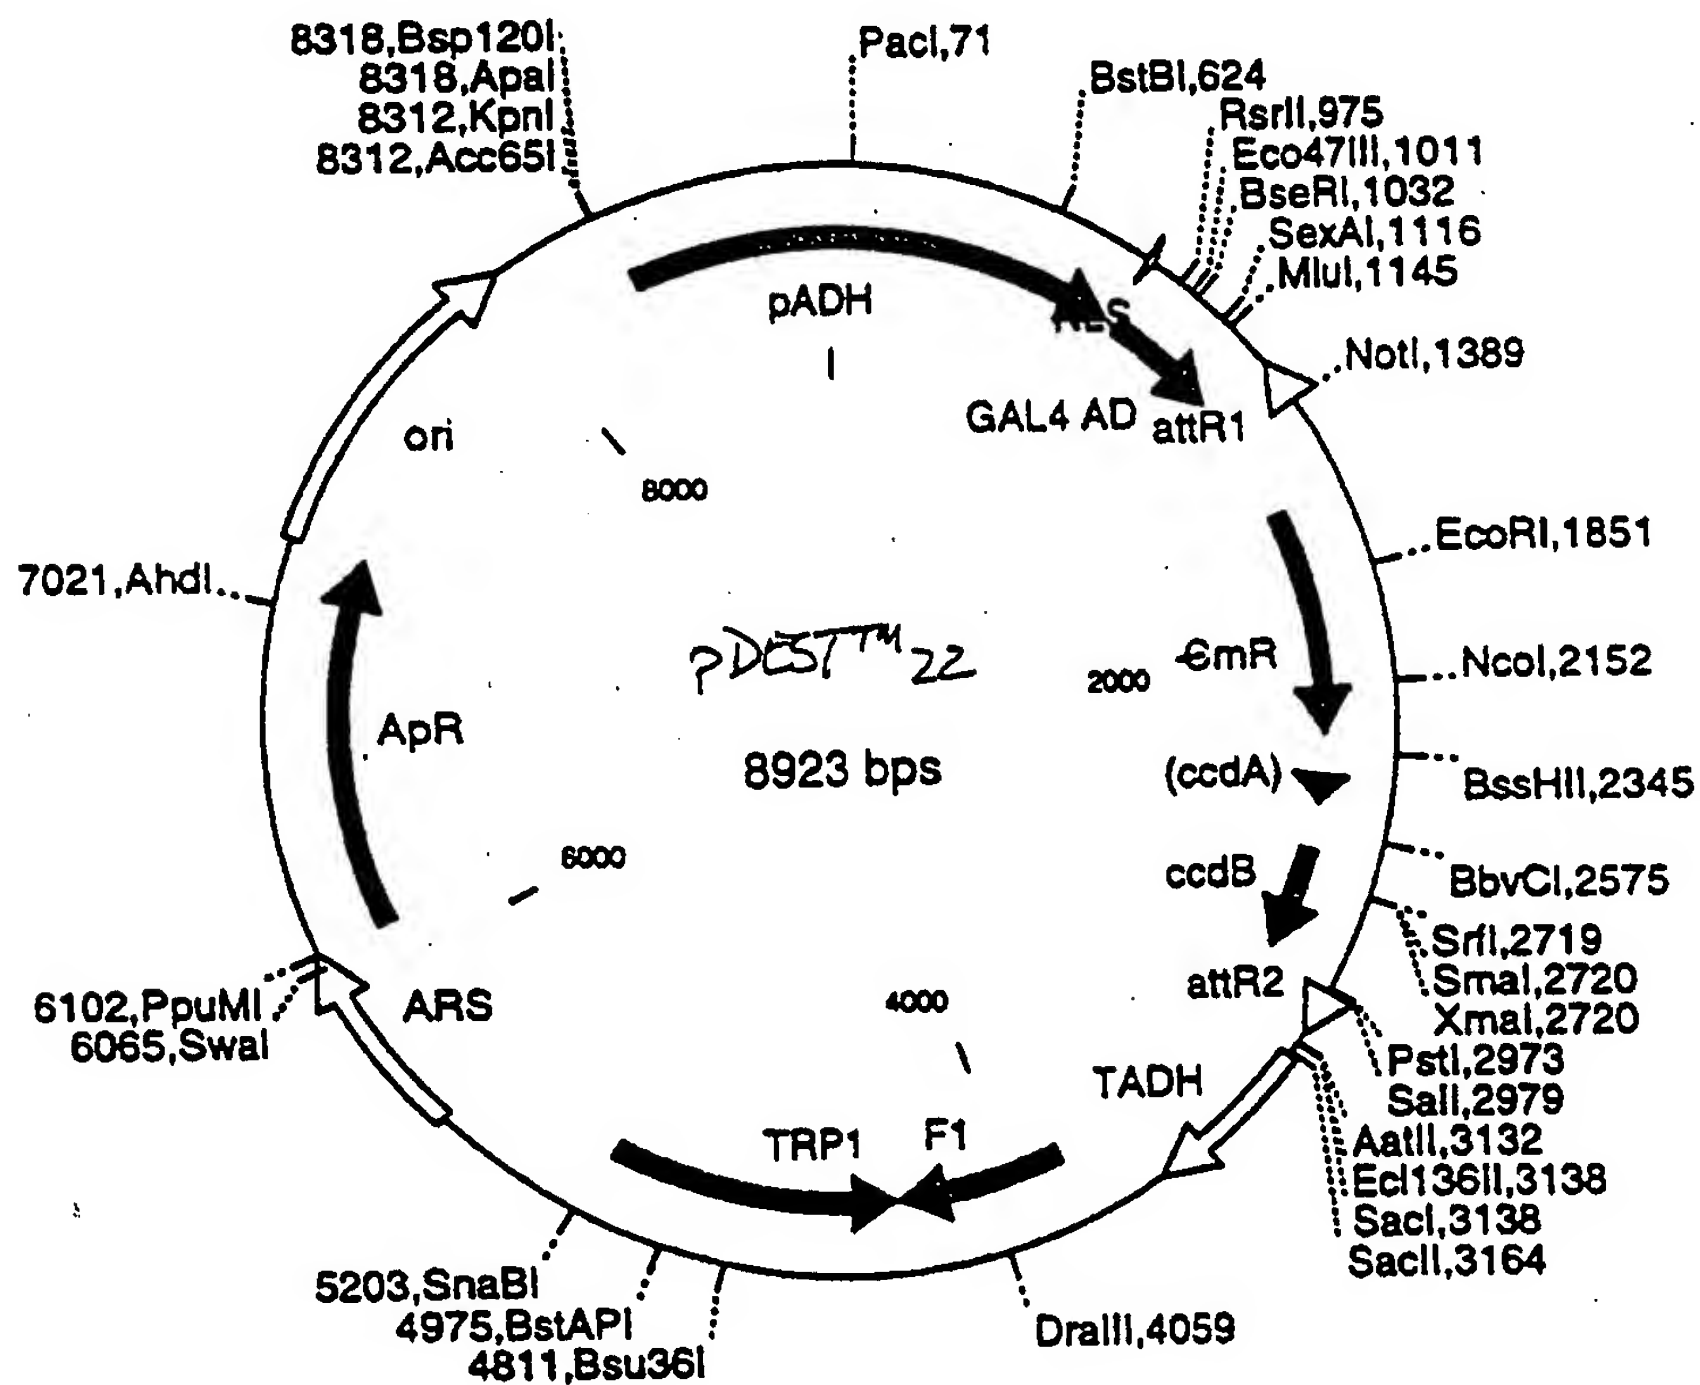 8318,Bsp120I
8318,ApaI
8312,KpnI
8312,Acc65I
PacI,71
BstBI,624
RsrII,975
Eco47III,1011
BseRI,1032
SexAI,1116
MluI,1145
NotI,1389
pADH
NLS
GAL4 AD
attR1
ori
8000
EcoRI,1851
7021,AhdI
pDEST™22
2000
CmR
NcoI,2152
ApR
8923 bps
(ccdA)
BssHII,2345
6000
ccdB
BbvCI,2575
SrfI,2719
SmaI,2720
XmaI,2720
attR2
4000
6102,PpuMI
6065,SwaI
ARS
PstI,2973
SalI,2979
TADH
AatII,3132
Ecl136II,3138
SacI,3138
SacII,3164
TRP1
F1
5203,SnaBI
4975,BstAPI
4811,Bsu36I
DraIII,4059